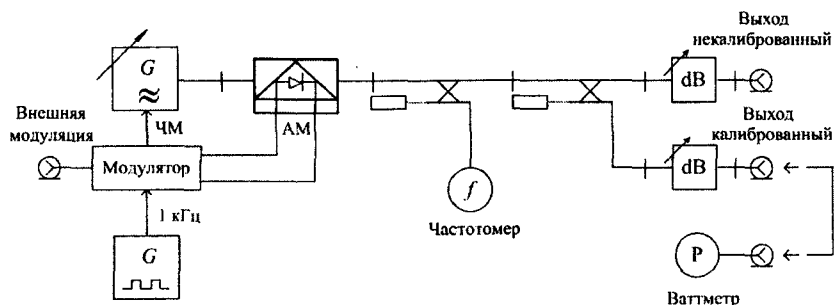 Выход
некалиброванный
G
dB
Внешняя
модуляция
ЧМ
АМ
Выход
калиброванный
Модулятор
dB
f
1 кГц
Частотомер
G
P
Ваттметр